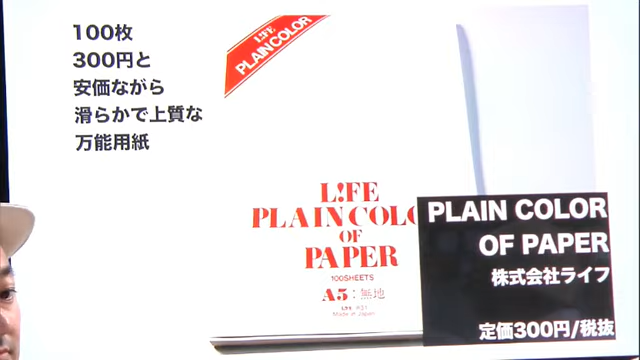 100枚
300円と
安価ながら
滑らかで上質な
万能用紙
L!FE
PLAIN COLOR
L!FE
PLAIN COLO
OF
PAPER
100SHEETS
A5:無地
Made in Japan
PLAIN COLOR
OF PAPER
株式会社ライフ
定価300円/税抜